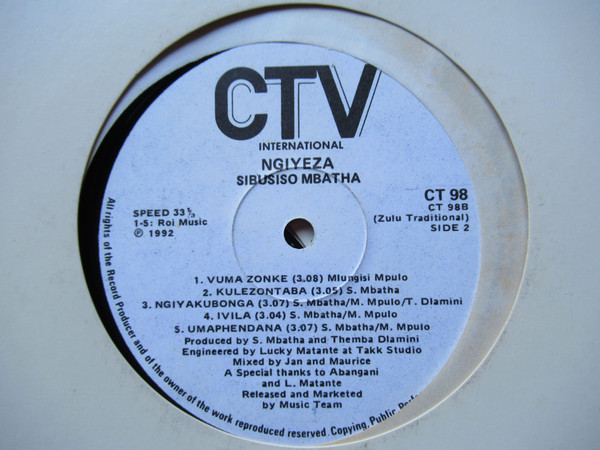 CTV
INTERNATIONAL
NGIYEZA
SIBUSISO MBATHA
SPEED 33 ⅓
1-5: Roi Music
℗ 1992
CT 98
CT 98B
(Zulu Traditional)
SIDE 2
1. VUMA ZONKE (3.08) Mlungisi Mpulo
2. KULEZONTABA (3.05) S. Mbatha
3. NGIYAKUBONGA (3.07) S. Mbatha/M. Mpulo/T. Dlamini
4. IVILA (3.04) S. Mbatha/M. Mpulo
5. UMAPHENDANA (3.07) S. Mbatha/M. Mpulo
Produced by S. Mbatha and Themba Dlamini
Engineered by Lucky Matante at Takk Studio
Mixed by Jan and Maurice
A Special thanks to Abangani
and L. Matante
Released and Marketed
by Music Team
All rights of the Record Producer and of the owner of the work reproduced reserved. Copying, Public